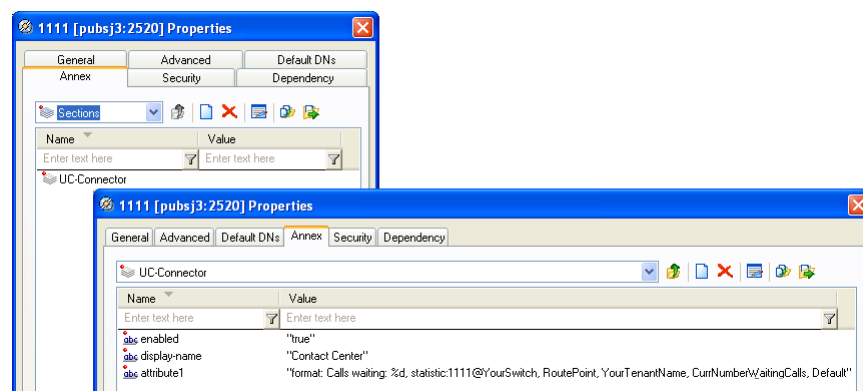 1111 [pubsj3:2520] Properties
General Advanced Default DNs
Annex Security Dependency
Sections
Name Value
Enter text here Enter text here
UC-Connector
1111 [pubsj3:2520] Properties
General Advanced Default DNs Annex Security Dependency
UC-Connector
Name Value
Enter text here Enter text here
abc enabled "true"
abc display-name "Contact Center"
abc attribute1 "format: Calls waiting: %d, statistic:1111@YourSwitch, RoutePoint, YourTenantName, CurrNumberWaitingCalls, Default"